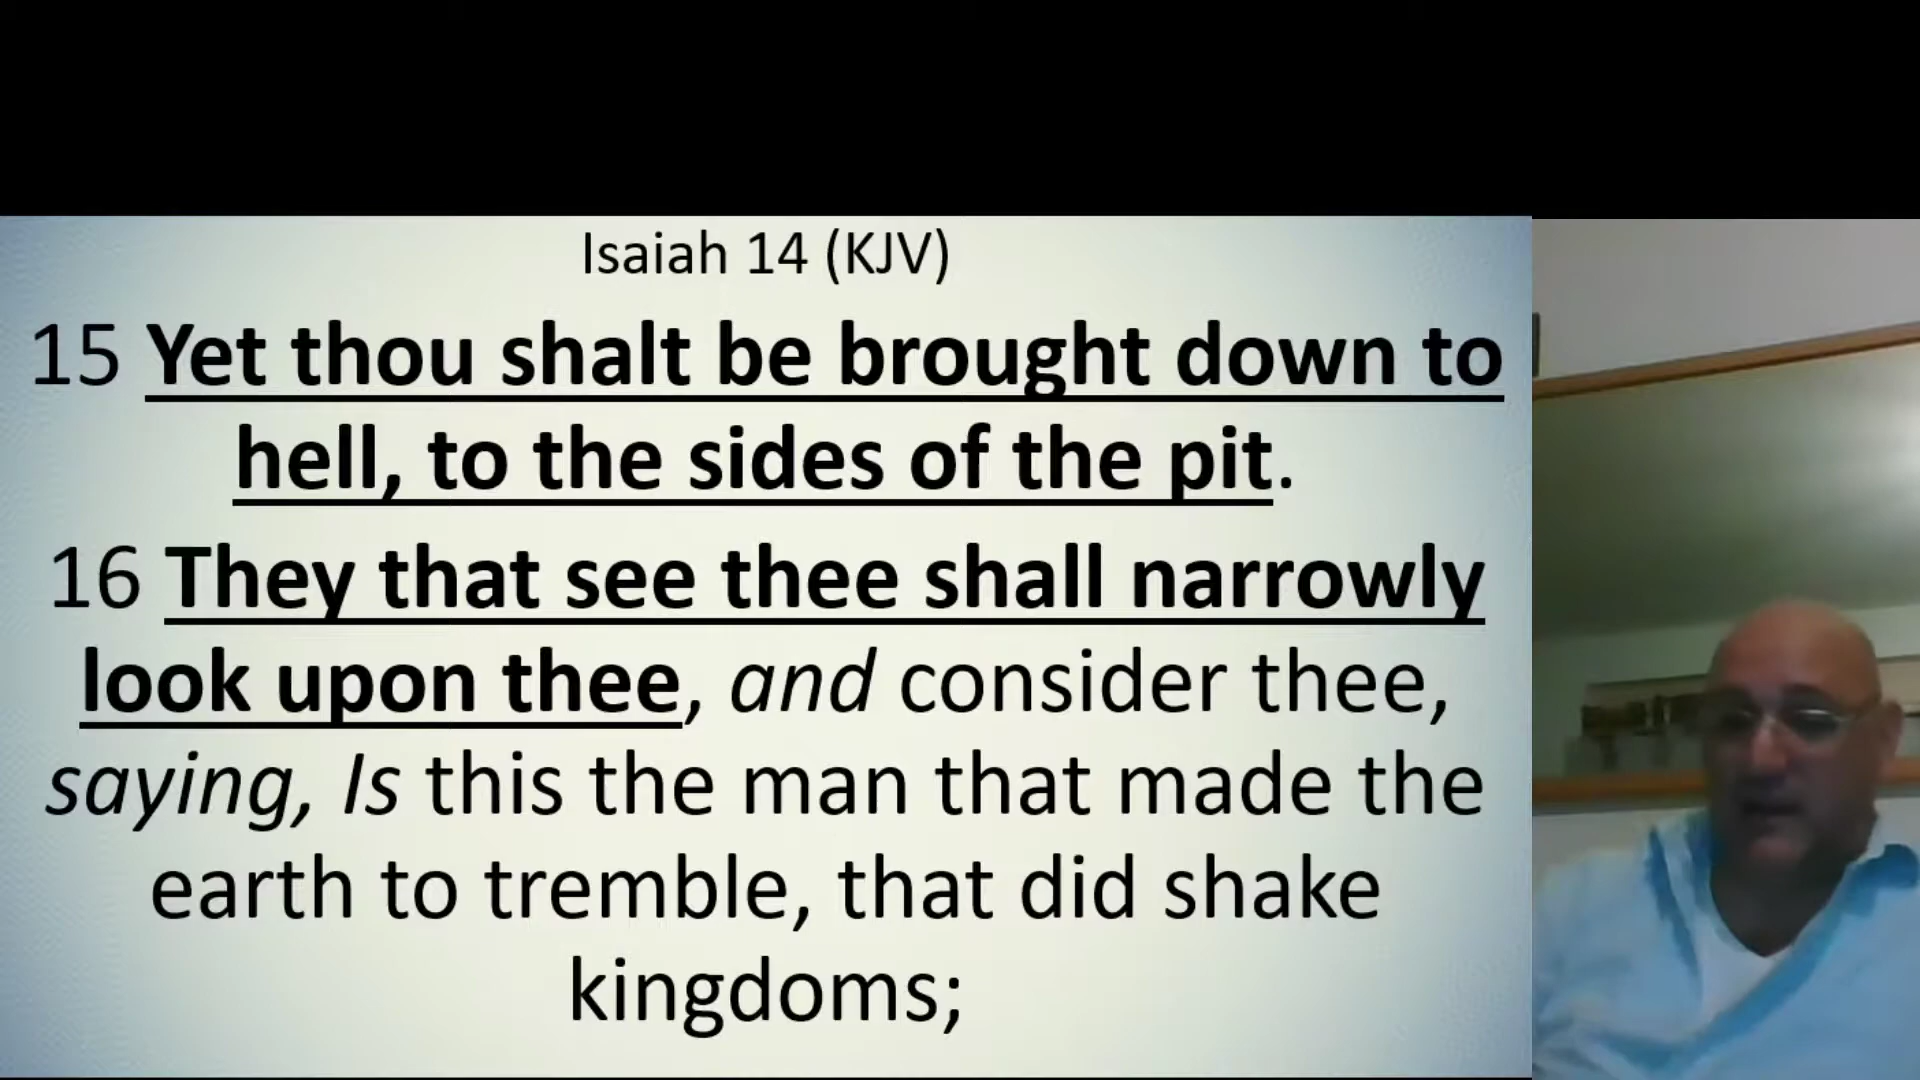 Isaiah 14 (KJV)
15 Yet thou shalt be brought down to
hell, to the sides of the pit.
16 They that see thee shall narrowly
look upon thee, and consider thee,
saying, Is this the man that made the
earth to tremble, that did shake
kingdoms;